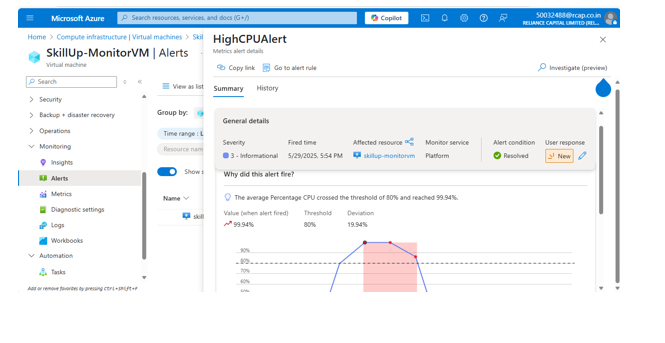 Microsoft Azure
Search resources, services, and docs (G+/)
Copilot
50032488@rcap.co.in
RELIANCE CAPITAL LIMITED (REL...
Home > Compute infrastructure | Virtual machines > Skil
SkillUp-MonitorVM | Alerts
Virtual machine
Search
Security
Backup + disaster recovery
Operations
Monitoring
Insights
Alerts
Metrics
Diagnostic settings
Logs
Workbooks
Automation
Tasks
Add or remove favorites by pressing Ctrl+Shift+F
View as list
Group by:
Time range : L
Resource nam
Show
Name
skill
HighCPUAlert
Metrics alert details
Copy link
Go to alert rule
Investigate (preview)
Summary
History
General details
Severity
Fired time
Affected resource
Monitor service
Alert condition
User response
3 - Informational
5/29/2025, 5:54 PM
skillup-monitorvm
Platform
Resolved
New
Why did this alert fire?
The average Percentage CPU crossed the threshold of 80% and reached 99.94%.
Value (when alert fired)
Threshold
Deviation
99.94%
80%
19.94%
90%
80%
70%
60%
50%